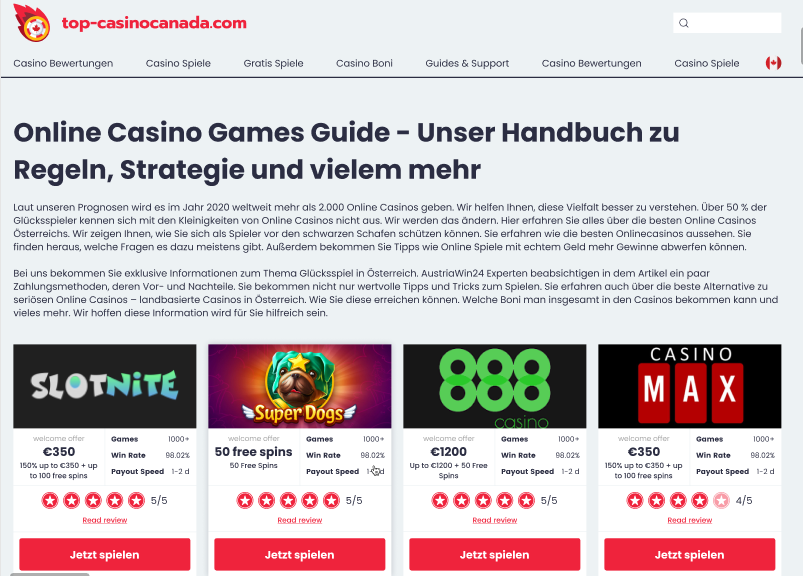 top-casinocanada.com
Casino Bewertungen Casino Spiele Gratis Spiele Casino Boni Guides & Support Casino Bewertungen Casino Spiele
Online Casino Games Guide - Unser Handbuch zu
Regeln, Strategie und vielem mehr
Laut unseren Prognosen wird es im Jahr 2020 weltweit mehr als 2.000 Online Casinos geben. Wir helfen Ihnen, diese Vielfalt besser zu verstehen. Über 50 % der
Glücksspieler kennen sich mit den Kleinigkeiten von Online Casinos nicht aus. Wir werden das ändern. Hier erfahren Sie alles über die besten Online Casinos
Österreichs. Wir zeigen Ihnen, wie Sie sich als Spieler vor den schwarzen Schafen schützen können. Sie erfahren wie die besten Onlinecasinos aussehen. Sie
finden heraus, welche Fragen es dazu meistens gibt. Außerdem bekommen Sie Tipps wie Online Spiele mit echtem Geld mehr Gewinne abwerfen können.
Bei uns bekommen Sie exklusive Informationen zum Thema Glücksspiel in Österreich. AustriaWin24 Experten beabsichtigen in dem Artikel ein paar
Zahlungsmethoden, deren Vor- und Nachteile. Sie bekommen nicht nur wertvolle Tipps und Tricks zum Spielen. Sie erfahren auch über die beste Alternative zu
seriösen Online Casinos – landbasierte Casinos in Österreich. Wie Sie diese erreichen können. Welche Boni man insgesamt in den Casinos bekommen kann und
vieles mehr. Wir hoffen diese Information wird für Sie hilfreich sein.
SLOTNITE
welcome offer
€350
150% up to €350 + up
to 100 free spins
Games 1000+
Win Rate 98.02%
Payout Speed 1-2 d
5/5
Read review
Jetzt spielen
Super Dogs
welcome offer
50 free spins
50 Free Spins
Games 1000+
Win Rate 98.02%
Payout Speed
5/5
Read review
Jetzt spielen
888
casino
welcome offer
€1200
Up to €1200 + 50 Free
Spins
Games 1000+
Win Rate 98.02%
Payout Speed 1-2 d
5/5
Read review
Jetzt spielen
CASINO
MAX
welcome offer
€350
150% up to €350 + up
to 100 free spins
Games 1000+
Win Rate 98.02%
Payout Speed 1-2 d
4/5
Read review
Jetzt spielen